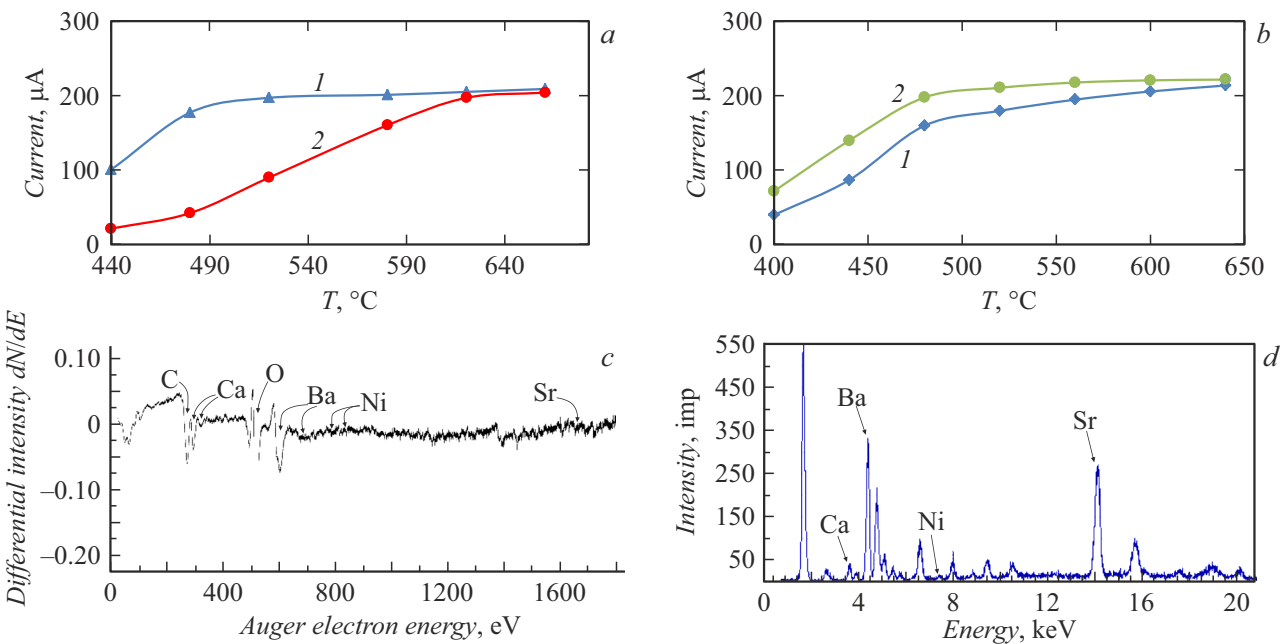 300
a
200
100
0
Current, μA
1
2
440
490
540
590
640
T, °C
300
b
200
100
0
Current, μA
2
1
400
450
500
550
600
650
T, °C
Differential intensity dN/dE
0.10
0
−0.10
−0.20
c
C
Ca
O
Ba
Ni
Sr
0
400
800
1200
1600
Auger electron energy, eV
Intensity, imp
550
450
350
250
150
50
d
Ba
Sr
Ca
Ni
0
4
8
12
16
20
Energy, keV